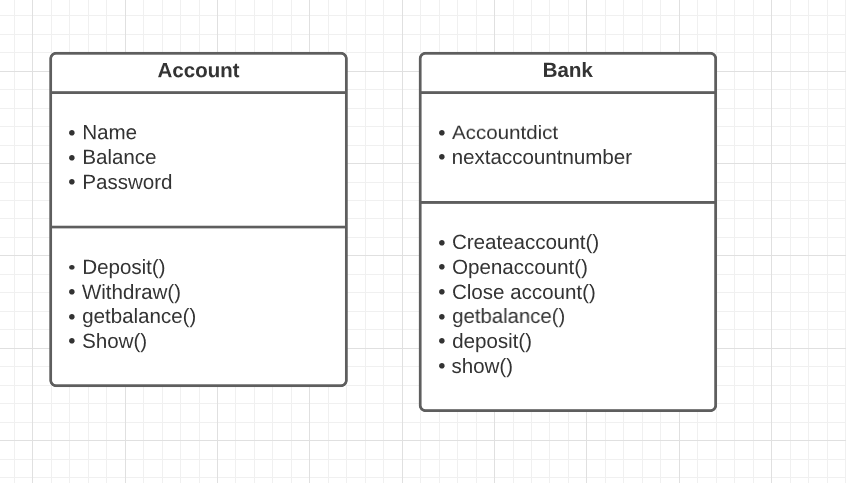 Account
• Name
• Balance
• Password
• Deposit()
• Withdraw()
• getbalance()
• Show()
Bank
• Accountdict
• nextaccountnumber
• Createaccount()
• Openaccount()
• Close account()
• getbalance()
• deposit()
• show()